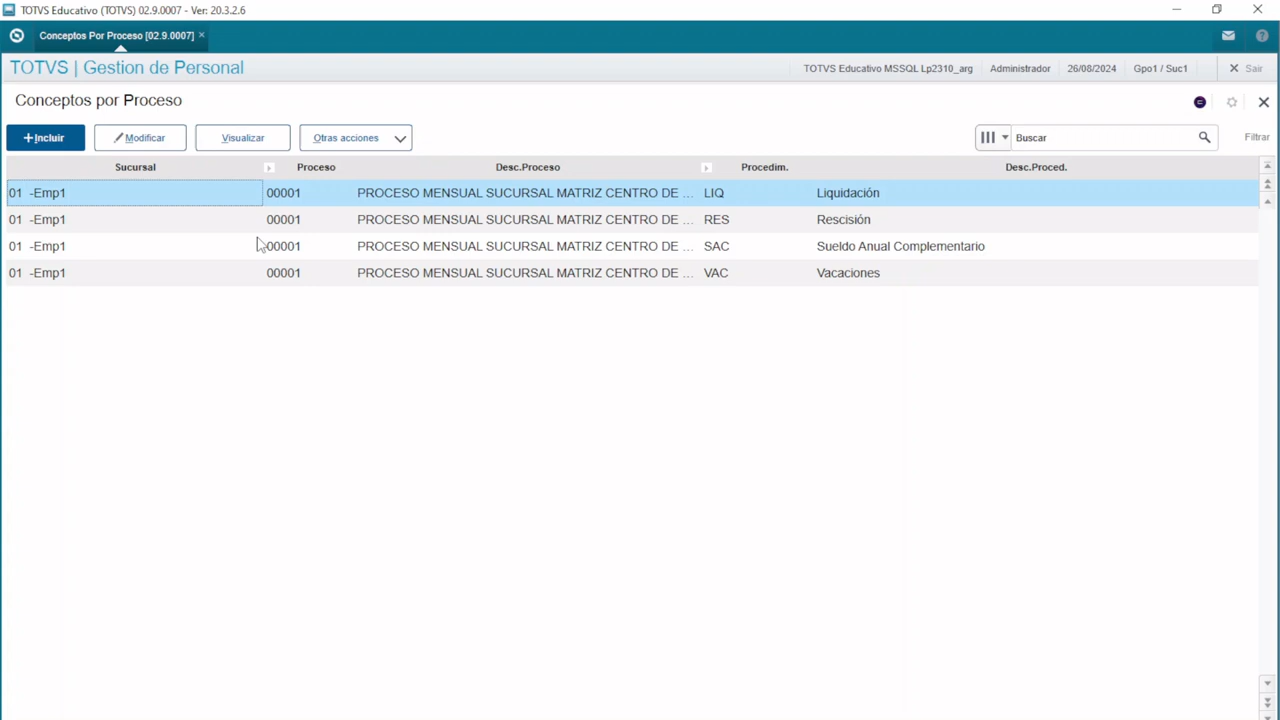 TOTVS Educativo (TOTVS) 02.9.0007 - Ver: 20.3.2.6
Conceptos Por Proceso [02.9.0007] ×
TOTVS | Gestion de Personal
TOTVS Educativo MSSQL Lp2310_arg Administrador 26/08/2024 Gpo1 / Suc1 Sair
Conceptos por Proceso
+Incluir Modificar Visualizar Otras acciones Buscar Filtrar
Sucursal Proceso Desc.Proceso Procedim. Desc.Proced.
01 -Emp1 00001 PROCESO MENSUAL SUCURSAL MATRIZ CENTRO DE ... LIQ Liquidación
01 -Emp1 00001 PROCESO MENSUAL SUCURSAL MATRIZ CENTRO DE ... RES Rescisión
01 -Emp1 00001 PROCESO MENSUAL SUCURSAL MATRIZ CENTRO DE ... SAC Sueldo Anual Complementario
01 -Emp1 00001 PROCESO MENSUAL SUCURSAL MATRIZ CENTRO DE ... VAC Vacaciones